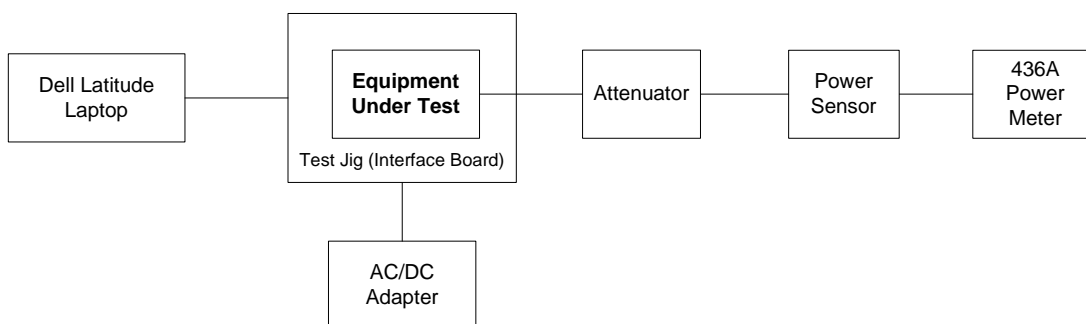 Dell Latitude
Laptop
Equipment
Under Test
Test Jig (Interface Board)
Attenuator
Power
Sensor
436A
Power
Meter
AC/DC
Adapter